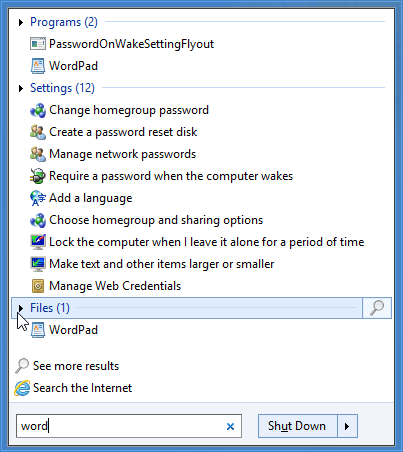 Programs (2)
PasswordOnWakeSettingFlyout
WordPad
Settings (12)
Change homegroup password
Create a password reset disk
Manage network passwords
Require a password when the computer wakes
Add a language
Choose homegroup and sharing options
Lock the computer when I leave it alone for a period of time
Make text and other items larger or smaller
Manage Web Credentials
Files (1)
WordPad
See more results
Search the Internet
word
Shut Down